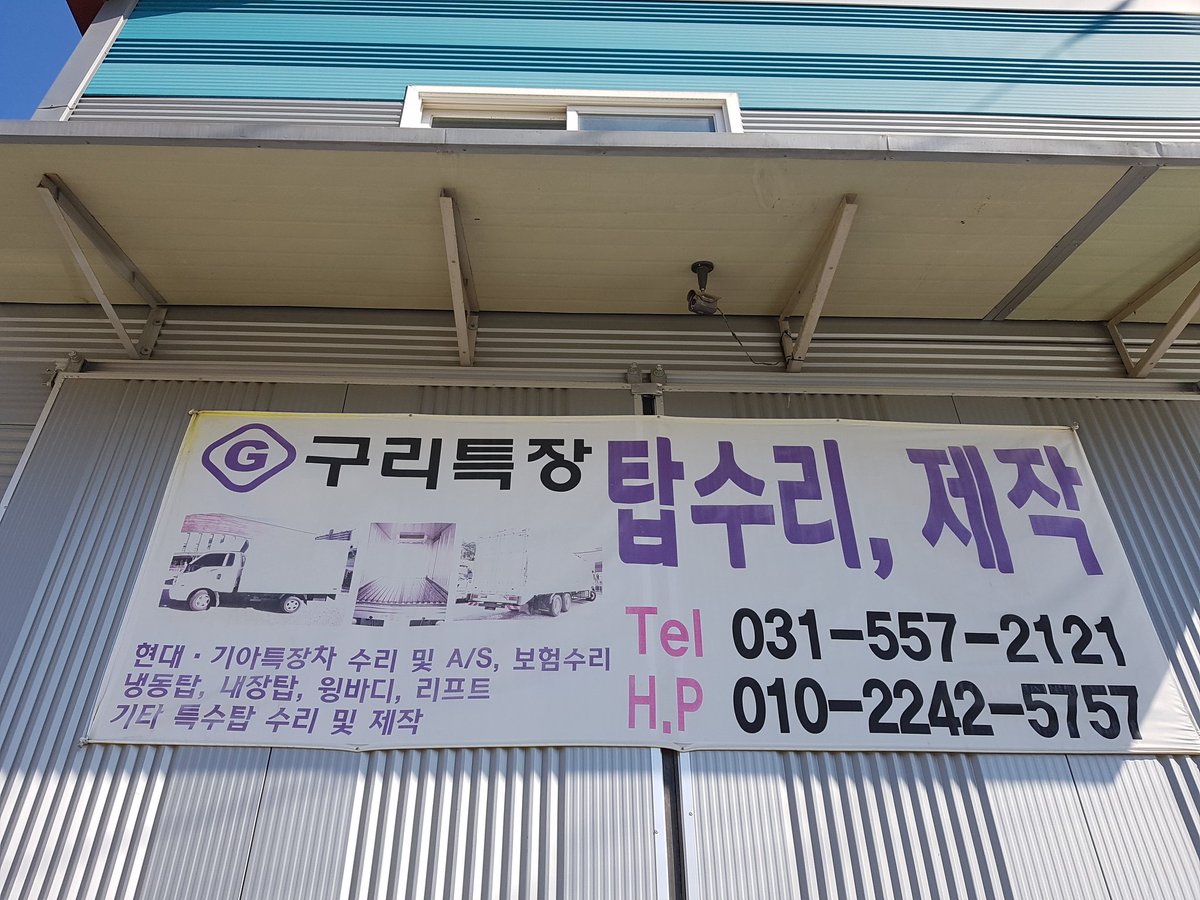 G 구리특장
탑수리, 제작
현대·기아특장차 수리 및 A/S, 보험수리
냉동탑, 내장탑, 윙바디, 리프트
기타 특수탑 수리 및 제작
Tel 031-557-2121
H.P 010-2242-5757